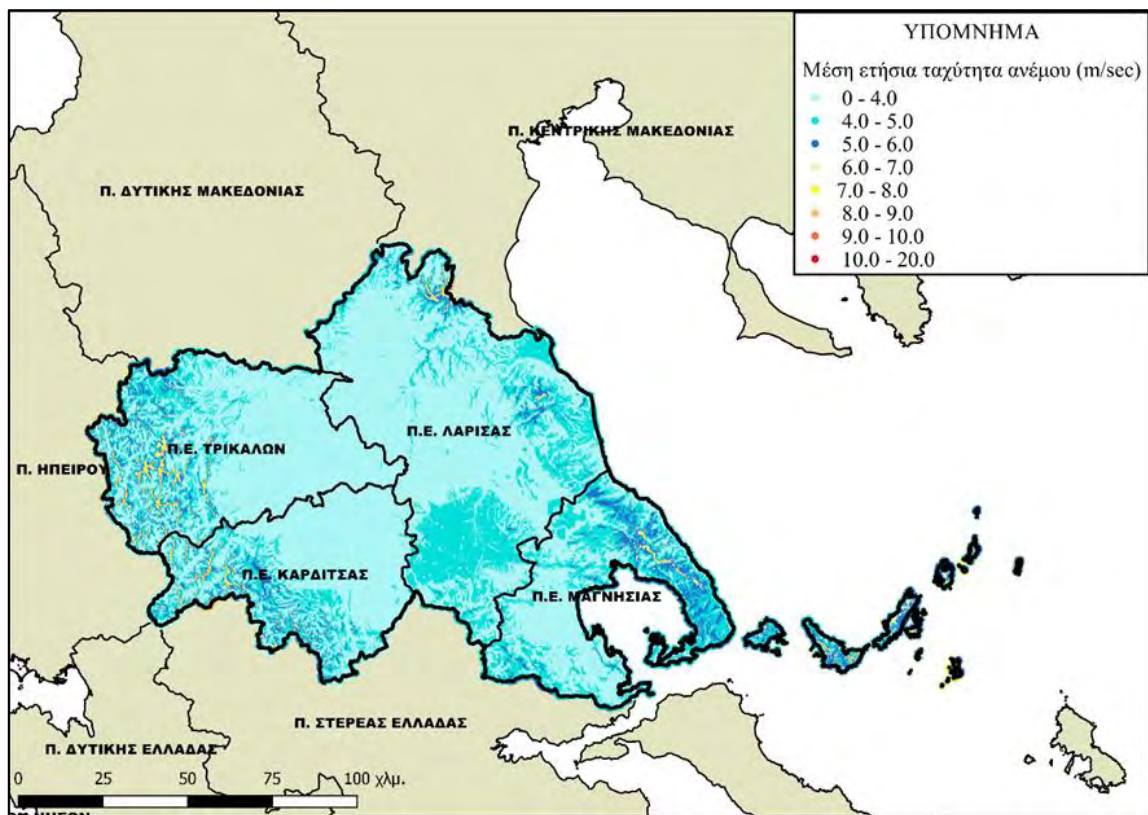 ΥΠΟΜΝΗΜΑ
Μέση ετήσια ταχύτητα ανέμου (m/sec)
0 - 4.0
4.0 - 5.0
5.0 - 6.0
6.0 - 7.0
7.0 - 8.0
8.0 - 9.0
9.0 - 10.0
10.0 - 20.0
Π. ΚΕΝΤΡΙΚΗΣ ΜΑΚΕΔΟΝΙΑΣ
Π. ΔΥΤΙΚΗΣ ΜΑΚΕΔΟΝΙΑΣ
Π.Ε. ΛΑΡΙΣΑΣ
Π.Ε. ΤΡΙΚΑΛΩΝ
Π. ΗΠΕΙΡΟΥ
Π.Ε. ΚΑΡΔΙΤΣΑΣ
Π.Ε. ΜΑΓΝΗΣΙΑΣ
Π. ΣΤΕΡΕΑΣ ΕΛΛΑΔΑΣ
Π. ΔΥΤΙΚΗΣ ΕΛΛΑΔΑΣ
0 25 50 75 100 χλμ.